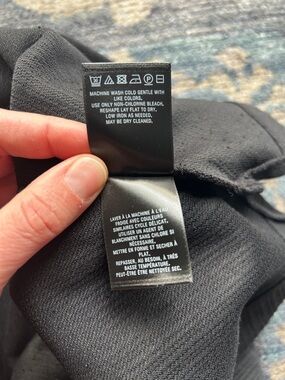 MACHINE WASH COLD GENTLE WITH
LIKE COLORS.
USE ONLY NON-CHLORINE BLEACH.
RESHAPE LAY FLAT TO DRY.
LOW IRON AS NEEDED.
MAY BE DRY CLEANED.
LAVER À LA MACHINE À L'EAU
FROIDE AVEC COULEURS
SIMILAIRES CYCLE DÉLICAT.
UTILISER UN AGENT DE
BLANCHIMENT SANS CHLORE SI
NÉCESSAIRE.
METTRE EN FORME ET SÉCHER À
PLAT.
REPASSER, AU BESOIN, À TRÈS
BASSE TEMPÉRATURE.
PEUT-ÊTRE ÊTRE NETTOYÉE SEC.